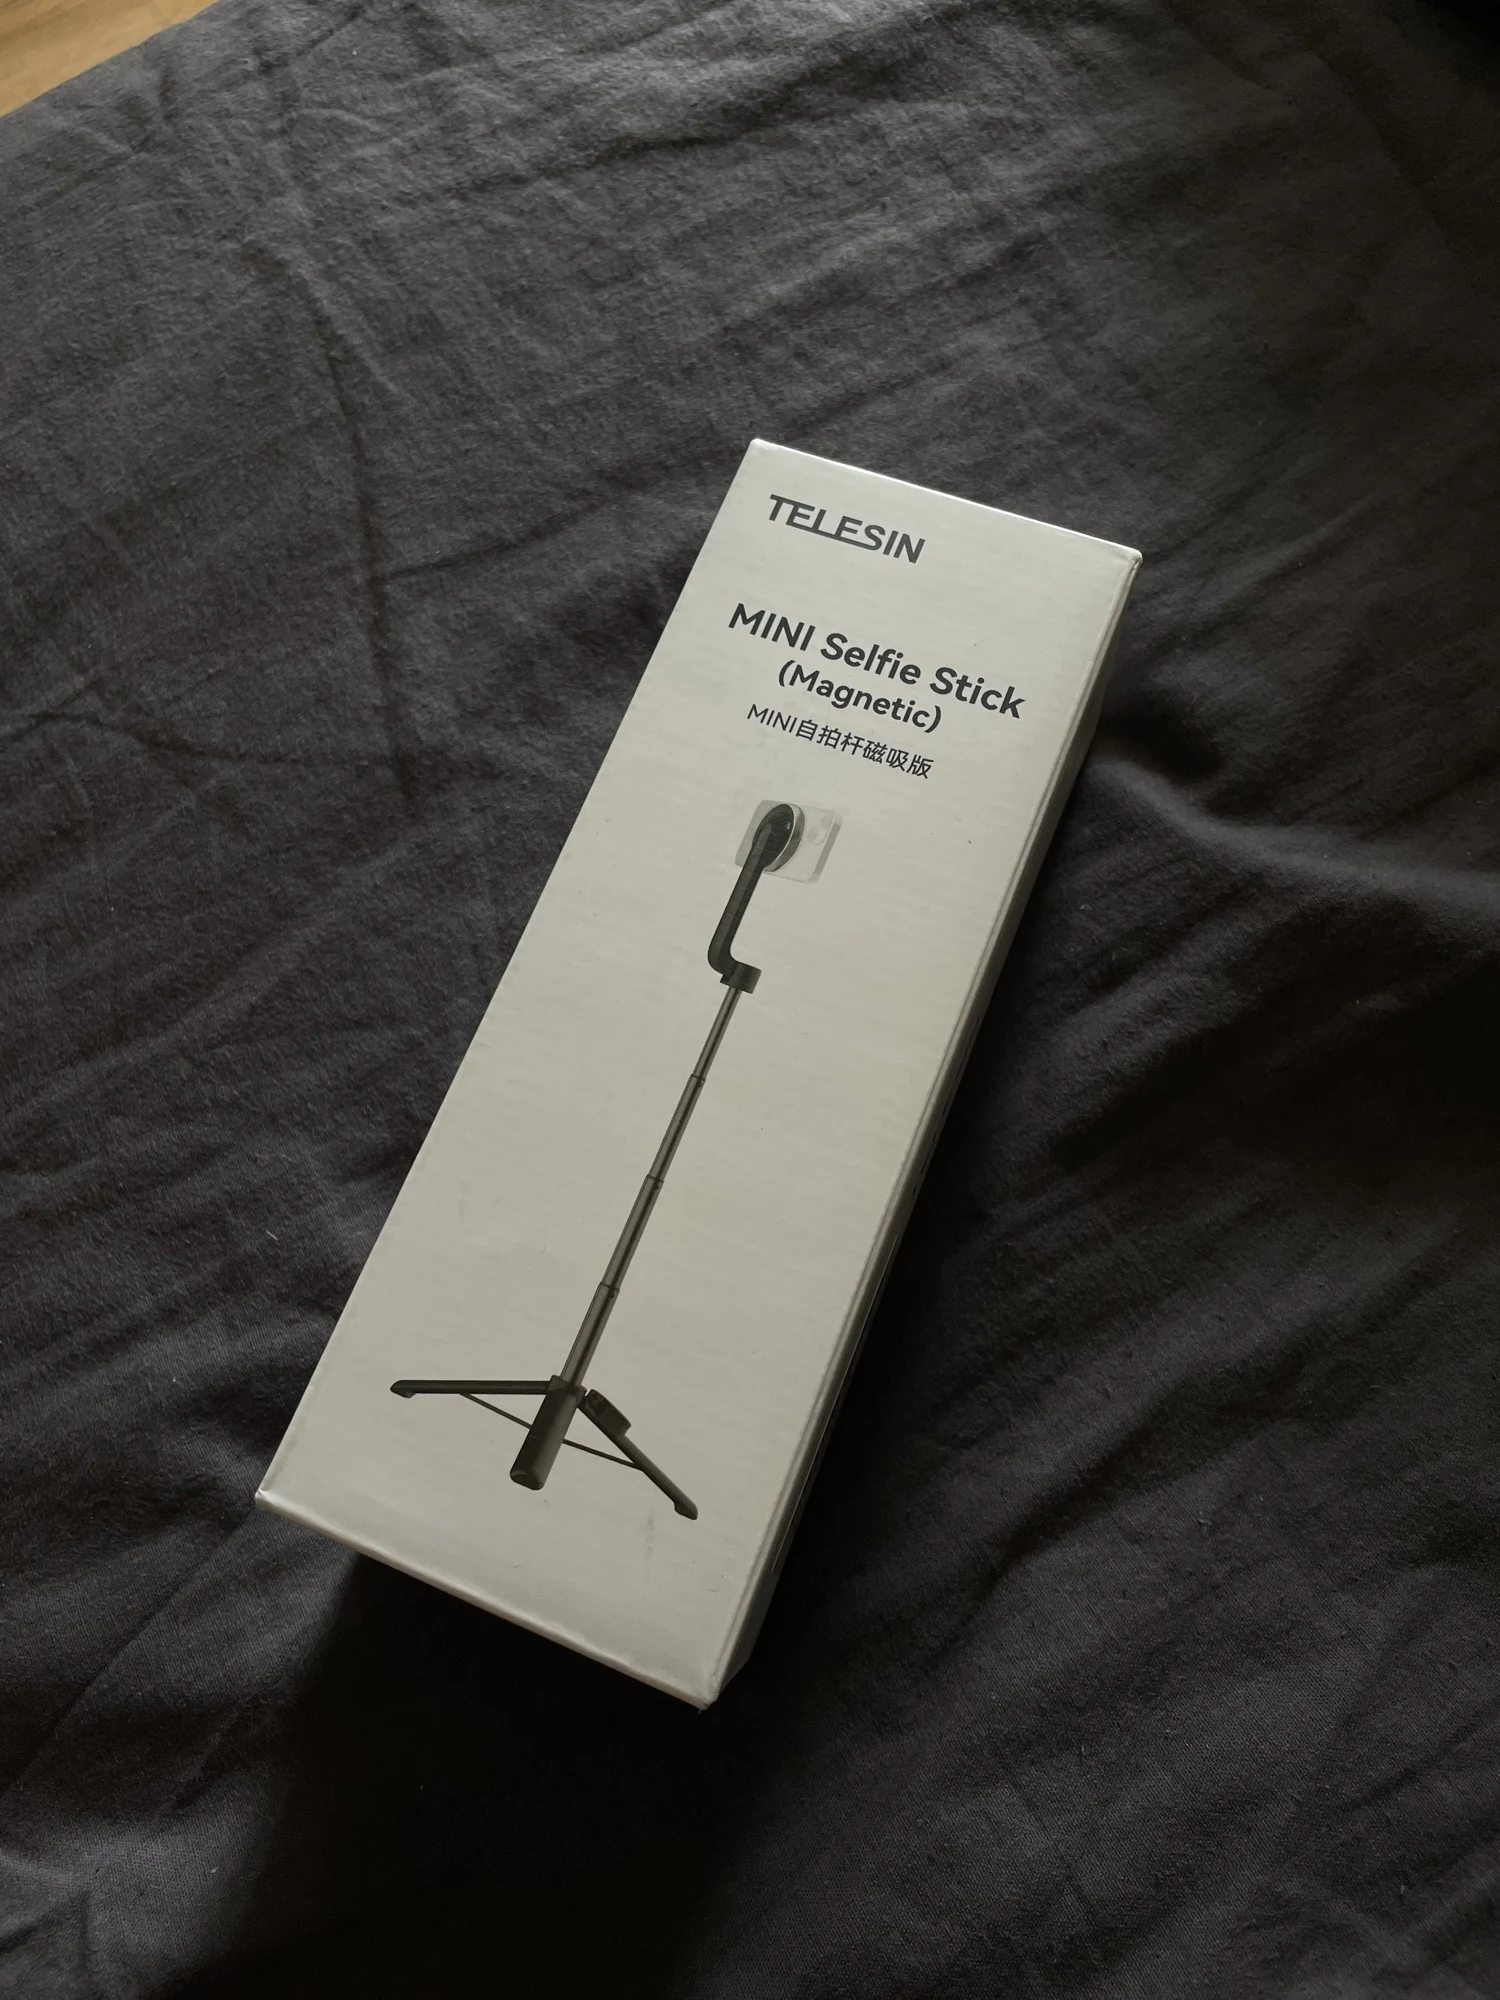 TELESIN
MINI Selfie Stick
(Magnetic)
MINI自拍杆磁吸版